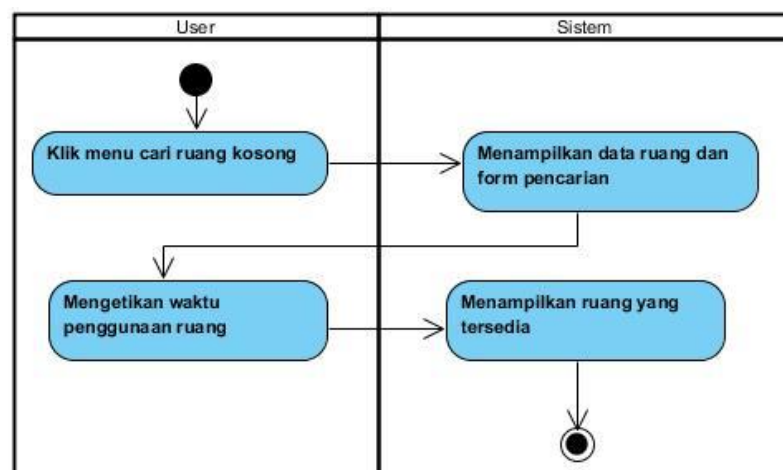 User
Sistem
Klik menu cari ruang kosong
Menampilkan data ruang dan
form pencarian
Mengetikan waktu
penggunaan ruang
Menampilkan ruang yang
tersedia